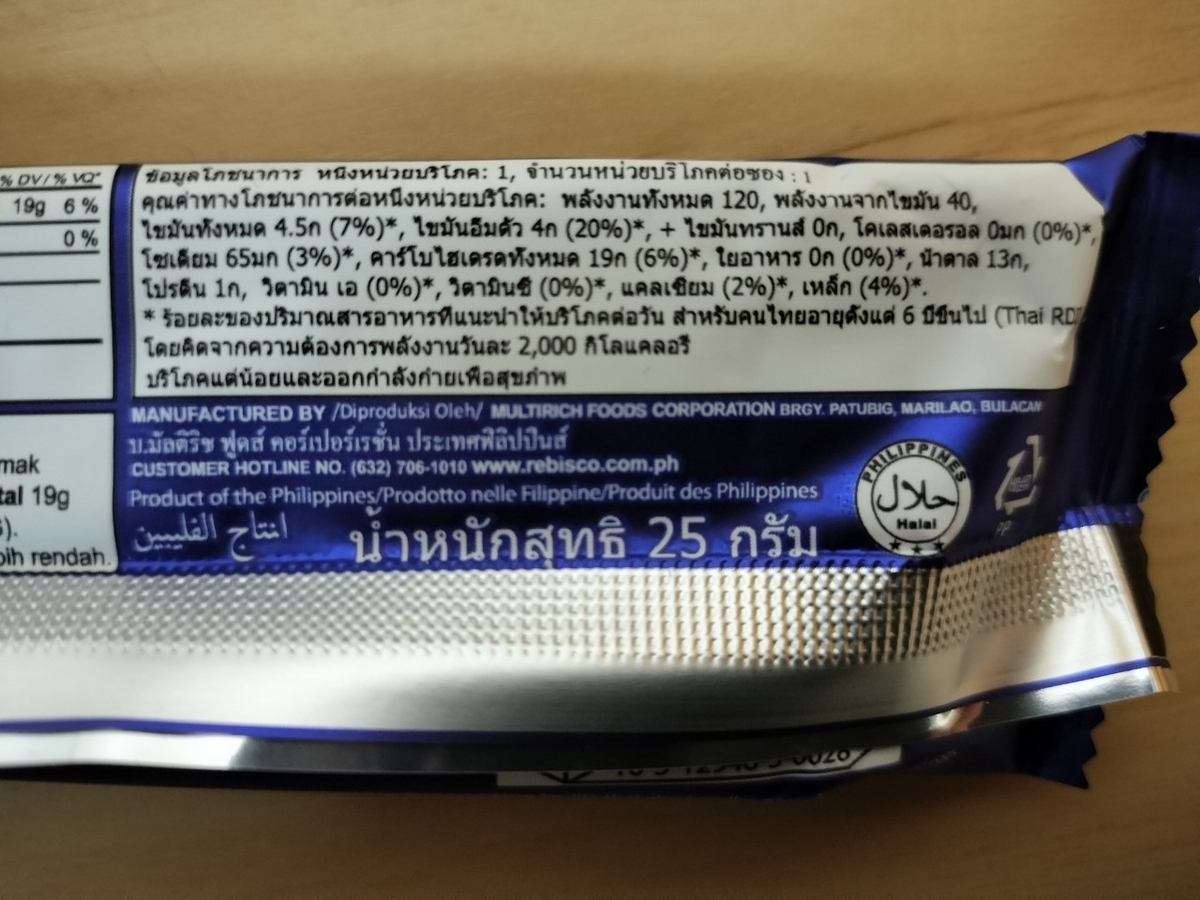 % DV/% VQ*
19g 6 %
0 %
mak
tal 19g
).
bih rendah.
ข้อมูลโภชนาการ หนึ่งหน่วยบริโภค: 1, จำนวนหน่วยบริโภคต่อซอง : 1
คุณค่าทางโภชนาการต่อหนึ่งหน่วยบริโภค: พลังงานทั้งหมด 120, พลังงานจากไขมัน 40,
ไขมันทั้งหมด 4.5ก (7%)*, ไขมันอิ่มตัว 4ก (20%)*, + ไขมันทรานส์ 0ก, โคเลสเตอรอล 0มก (0%)*,
โซเดียม 65มก (3%)*, คาร์โบไฮเดรตทั้งหมด 19ก (6%)*, ใยอาหาร 0ก (0%)*, น้ำตาล 13ก,
โปรตีน 1ก, วิตามิน เอ (0%)*, วิตามินซี (0%)*, แคลเซียม (2%)*, เหล็ก (4%)*.
* ร้อยละของปริมาณสารอาหารที่แนะนำให้บริโภคต่อวัน สำหรับคนไทยอายุตั้งแต่ 6 ปีขึ้นไป (Thai RD
โดยคิดจากความต้องการพลังงานวันละ 2,000 กิโลแคลอรี
บริโภคแต่น้อยและออกกำลังกายเพื่อสุขภาพ
MANUFACTURED BY /Diproduksi Oleh/ MULTIRICH FOODS CORPORATION BRGY. PATUBIG, MARILAO, BULACAN
บ.มัลติริช ฟูดส์ คอร์เปอร์เรชั่น ประเทศฟิลิปปินส์
CUSTOMER HOTLINE NO. (632) 706-1010 www.rebisco.com.ph
Product of the Philippines/Prodotto nelle Filippine/Produit des Philippines
انتاج الفلبيين
น้ำหนักสุทธิ 25 กรัม
PHILIPPINES
حلال
Halal
PP